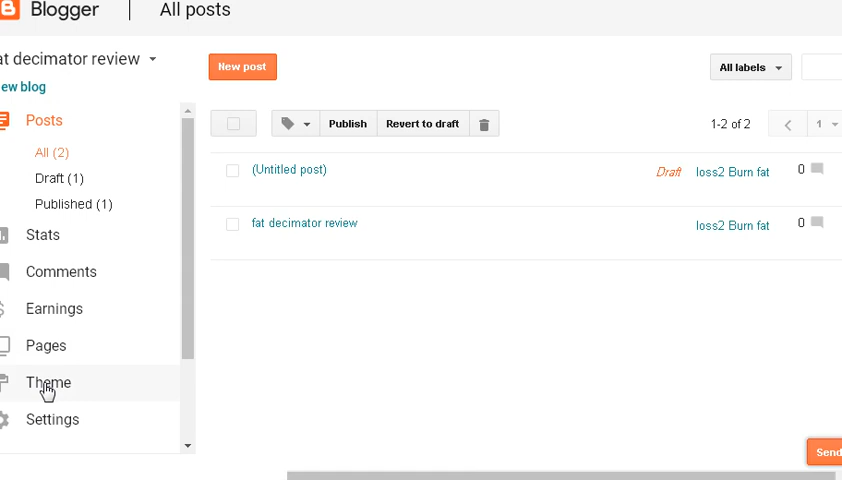 Blogger
All posts
at decimator review
ew blog
New post
All labels
Posts
All (2)
Draft (1)
Published (1)
Stats
Comments
Earnings
Pages
Theme
Settings
Publish
Revert to draft
1-2 of 2
1
(Untitled post)
Draft
loss2 Burn fat
0
fat decimator review
loss2 Burn fat
0
Send